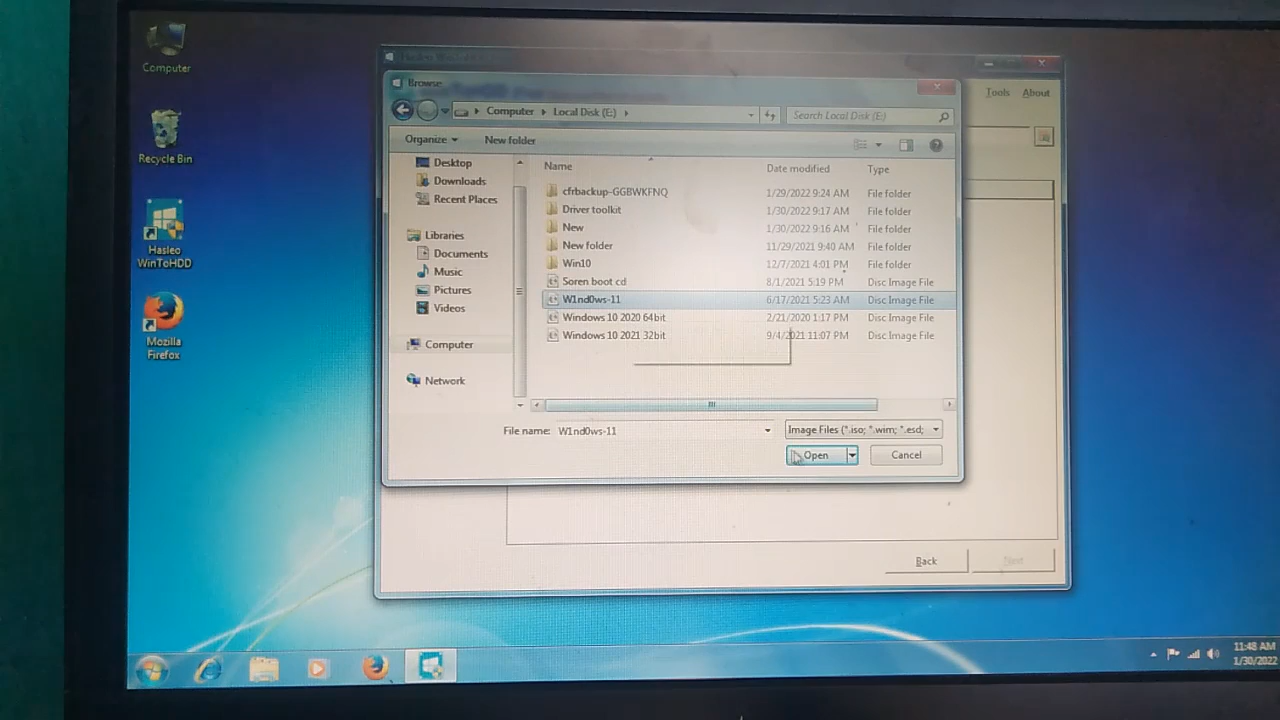 Computer
Recycle Bin
Hasleo
WinToHDD
Mozilla
Firefox
Browse
Tools About
Computer Local Disk (E:)
Search Local Disk (E:)
Organize New folder
Desktop
Downloads
Recent Places
Libraries
Documents
Music
Pictures
Videos
Computer
Network
Name Date modified Type
cfrbackup-GGBWKFNQ 1/29/2022 9:24 AM File folder
Driver toolkit 1/30/2022 9:17 AM File folder
New 1/30/2022 9:16 AM File folder
New folder 11/29/2021 9:40 AM File folder
Win10 12/7/2021 4:01 PM File folder
Soren boot cd 8/1/2021 5:19 PM Disc Image File
W1nd0ws-11 6/17/2021 5:23 AM Disc Image File
Windows 10 2020 64bit 2/21/2020 1:17 PM Disc Image File
Windows 10 2021 32bit 9/4/2021 11:07 PM Disc Image File
File name: W1nd0ws-11
Image Files (*.iso; *.wim; *.esd;
Open Cancel
Back Next
11:48 AM
1/30/2022